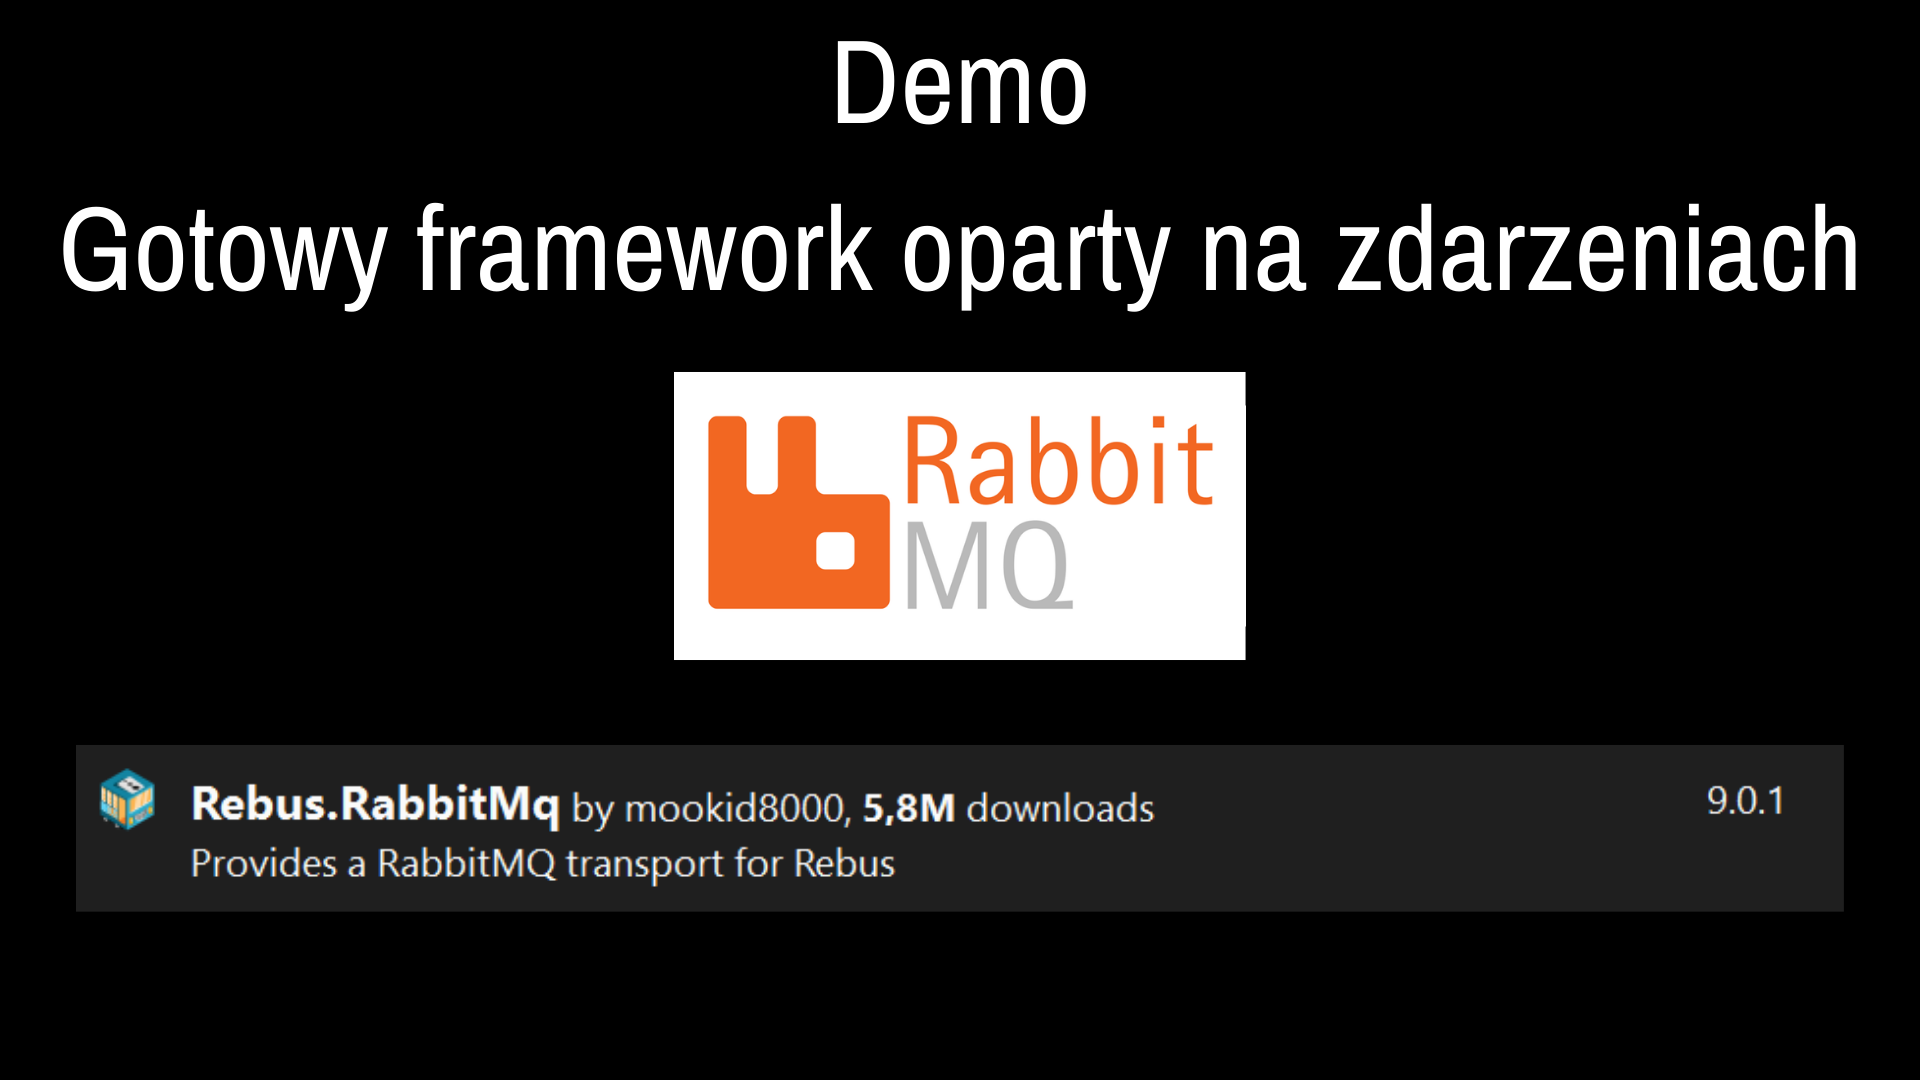 Demo
Gotowy framework oparty na zdarzeniach
Rabbit
MQ
Rebus.RabbitMq by mookid8000, 5,8M downloads
9.0.1
Provides a RabbitMQ transport for Rebus